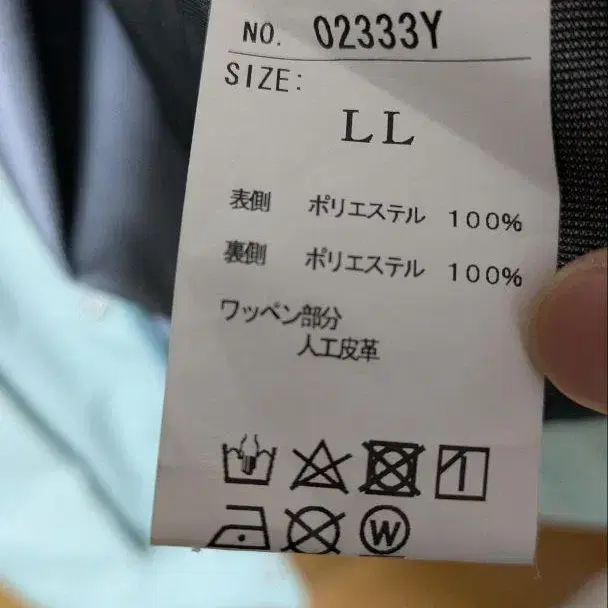 NO. 02333Y
SIZE:
LL
表側 ポリエステル 100%
裏側 ポリエステル 100%
ワッペン部分
人工皮革
W